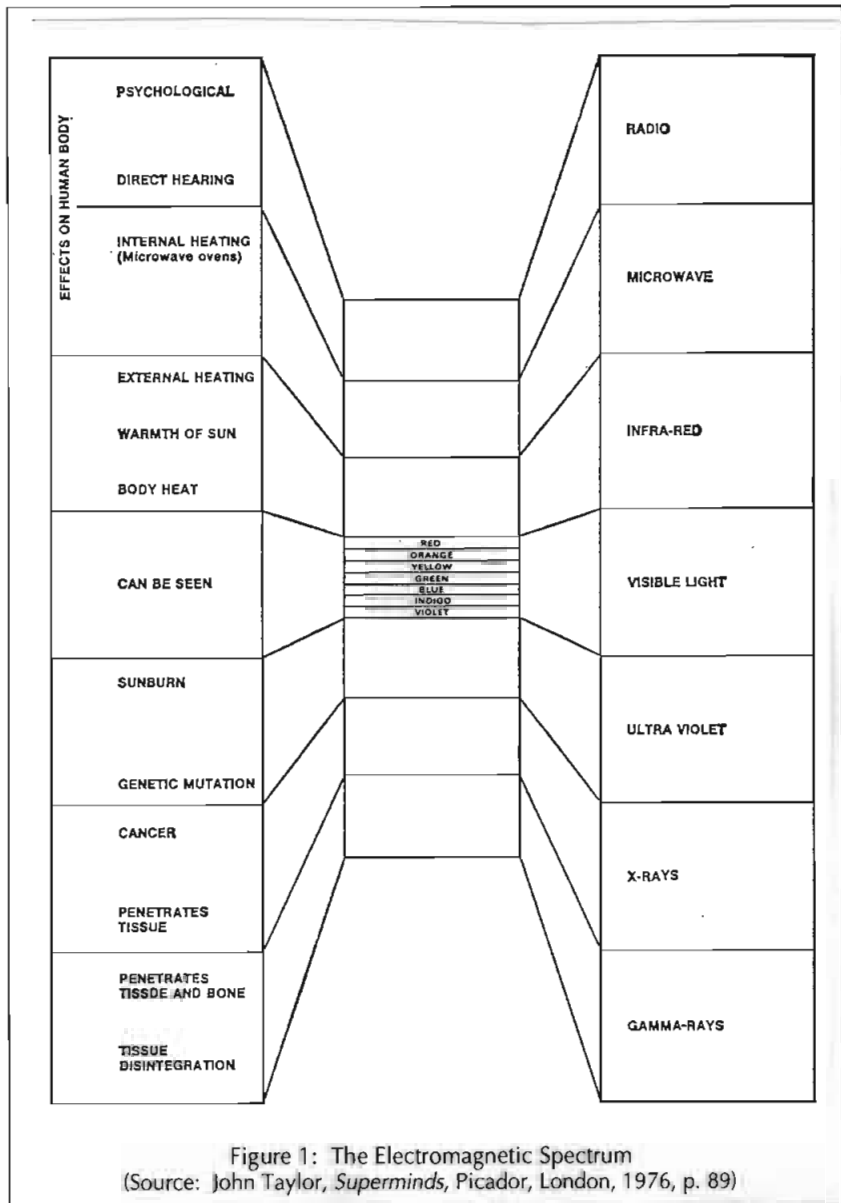 EFFECTS ON HUMAN BODY
PSYCHOLOGICAL
DIRECT HEARING
INTERNAL HEATING
(Microwave ovens)
EXTERNAL HEATING
WARMTH OF SUN
BODY HEAT
CAN BE SEEN
SUNBURN
GENETIC MUTATION
CANCER
PENETRATES
TISSUE
PENETRATES
TISSDE AND BONE
TISSUE
DISINTEGRATION
RED
ORANGE
YELLOW
GREEN
BLUE
INDIGO
VIOLET
RADIO
MICROWAVE
INFRA-RED
VISIBLE LIGHT
ULTRA VIOLET
X-RAYS
GAMMA-RAYS
Figure 1: The Electromagnetic Spectrum
(Source: John Taylor, Superminds, Picador, London, 1976, p. 89)